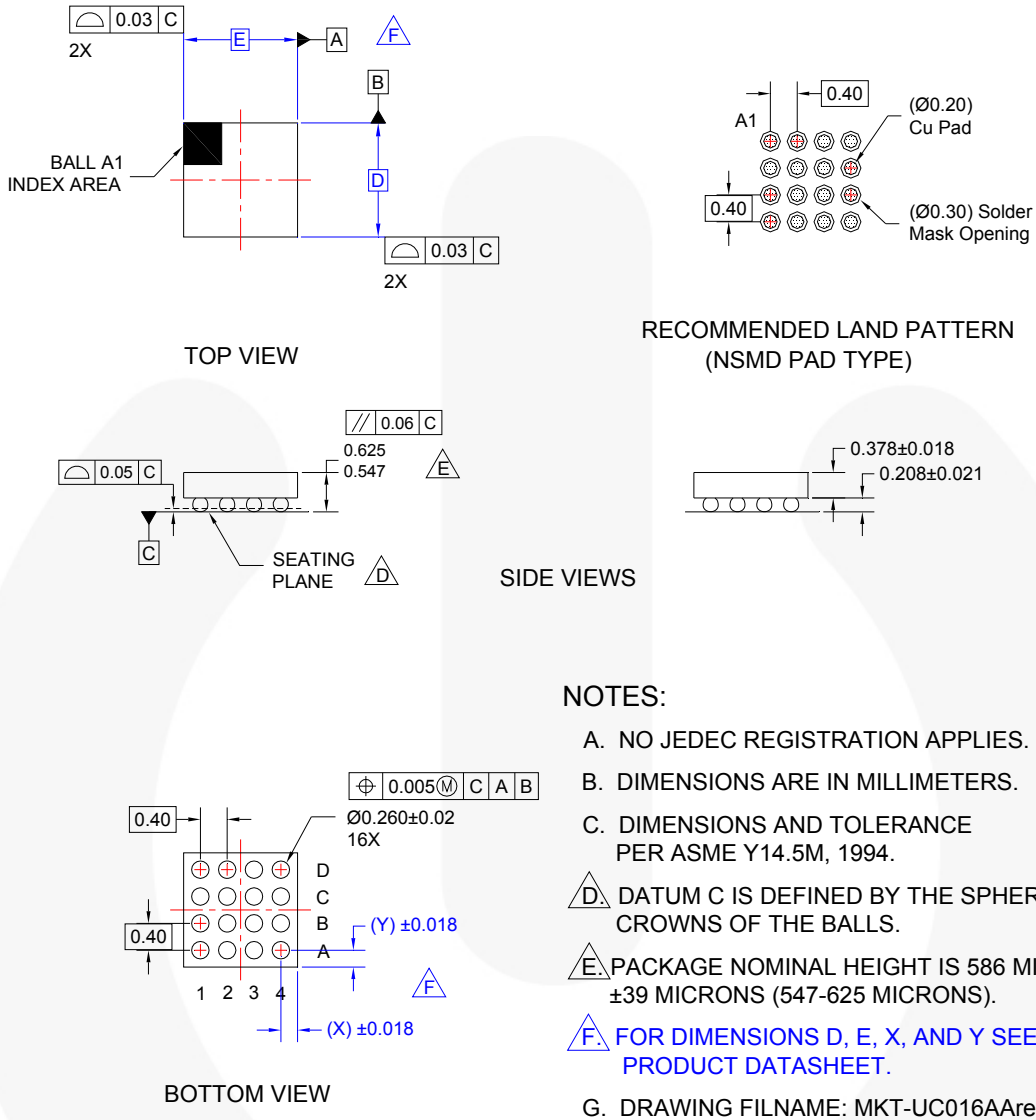 0.03 C
2X
E
A
F
B
BALL A1
INDEX AREA
D
0.03 C
2X
TOP VIEW
0.40
A1
(Ø0.20)
Cu Pad
0.40
(Ø0.30) Solder
Mask Opening
RECOMMENDED LAND PATTERN
(NSMD PAD TYPE)
// 0.06 C
0.625
0.547
E
0.05 C
C
SEATING
PLANE
D
0.378±0.018
0.208±0.021
SIDE VIEWS
0.005Ⓜ C A B
0.40
Ø0.260±0.02
16X
D
C
B
A
0.40
(Y) ±0.018
1 2 3 4
F
(X) ±0.018
BOTTOM VIEW
NOTES:
A. NO JEDEC REGISTRATION APPLIES.
B. DIMENSIONS ARE IN MILLIMETERS.
C. DIMENSIONS AND TOLERANCE
PER ASME Y14.5M, 1994.
D. DATUM C IS DEFINED BY THE SPHER
CROWNS OF THE BALLS.
E. PACKAGE NOMINAL HEIGHT IS 586 MI
±39 MICRONS (547-625 MICRONS).
F. FOR DIMENSIONS D, E, X, AND Y SEE
PRODUCT DATASHEET.
G. DRAWING FILNAME: MKT-UC016AAre